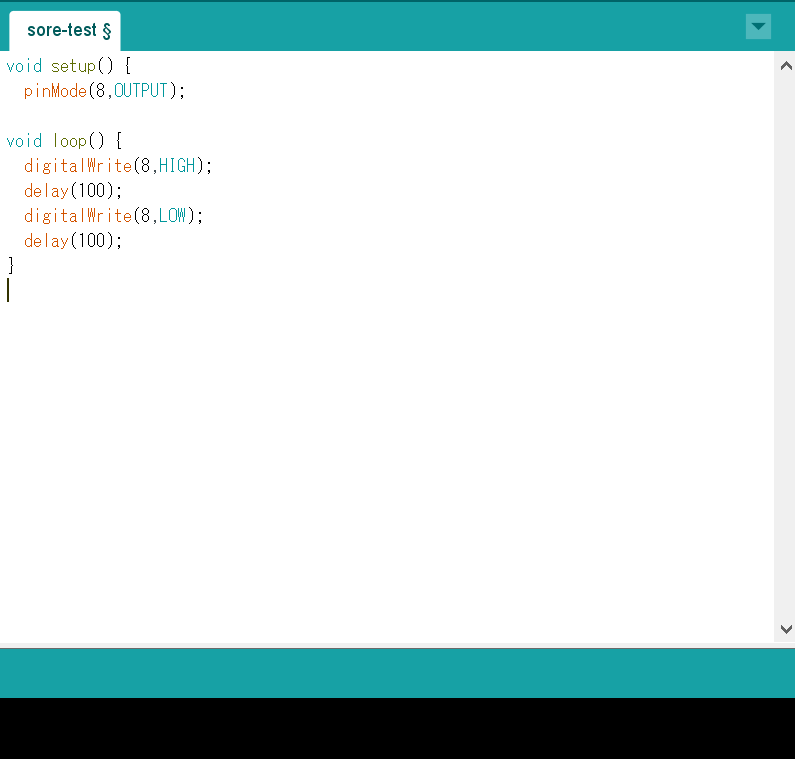 sore-test §
void setup() {
  pinMode(8,OUTPUT);

void loop() {
  digitalWrite(8,HIGH);
  delay(100);
  digitalWrite(8,LOW);
  delay(100);
}